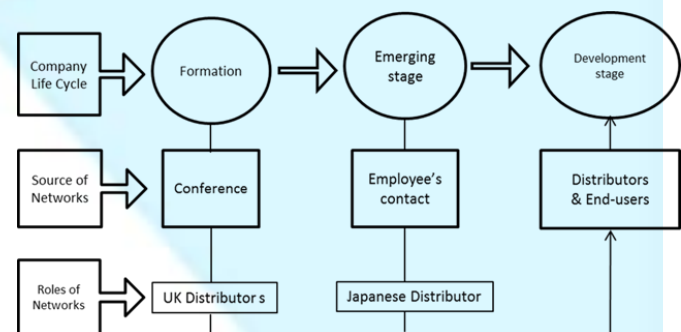 Company
Life Cycle
Formation
Emerging
stage
Development
stage
Source of
Networks
Conference
Employee's
contact
Distributors
& End-users
Roles of
Networks
UK Distributor s
Japanese Distributor